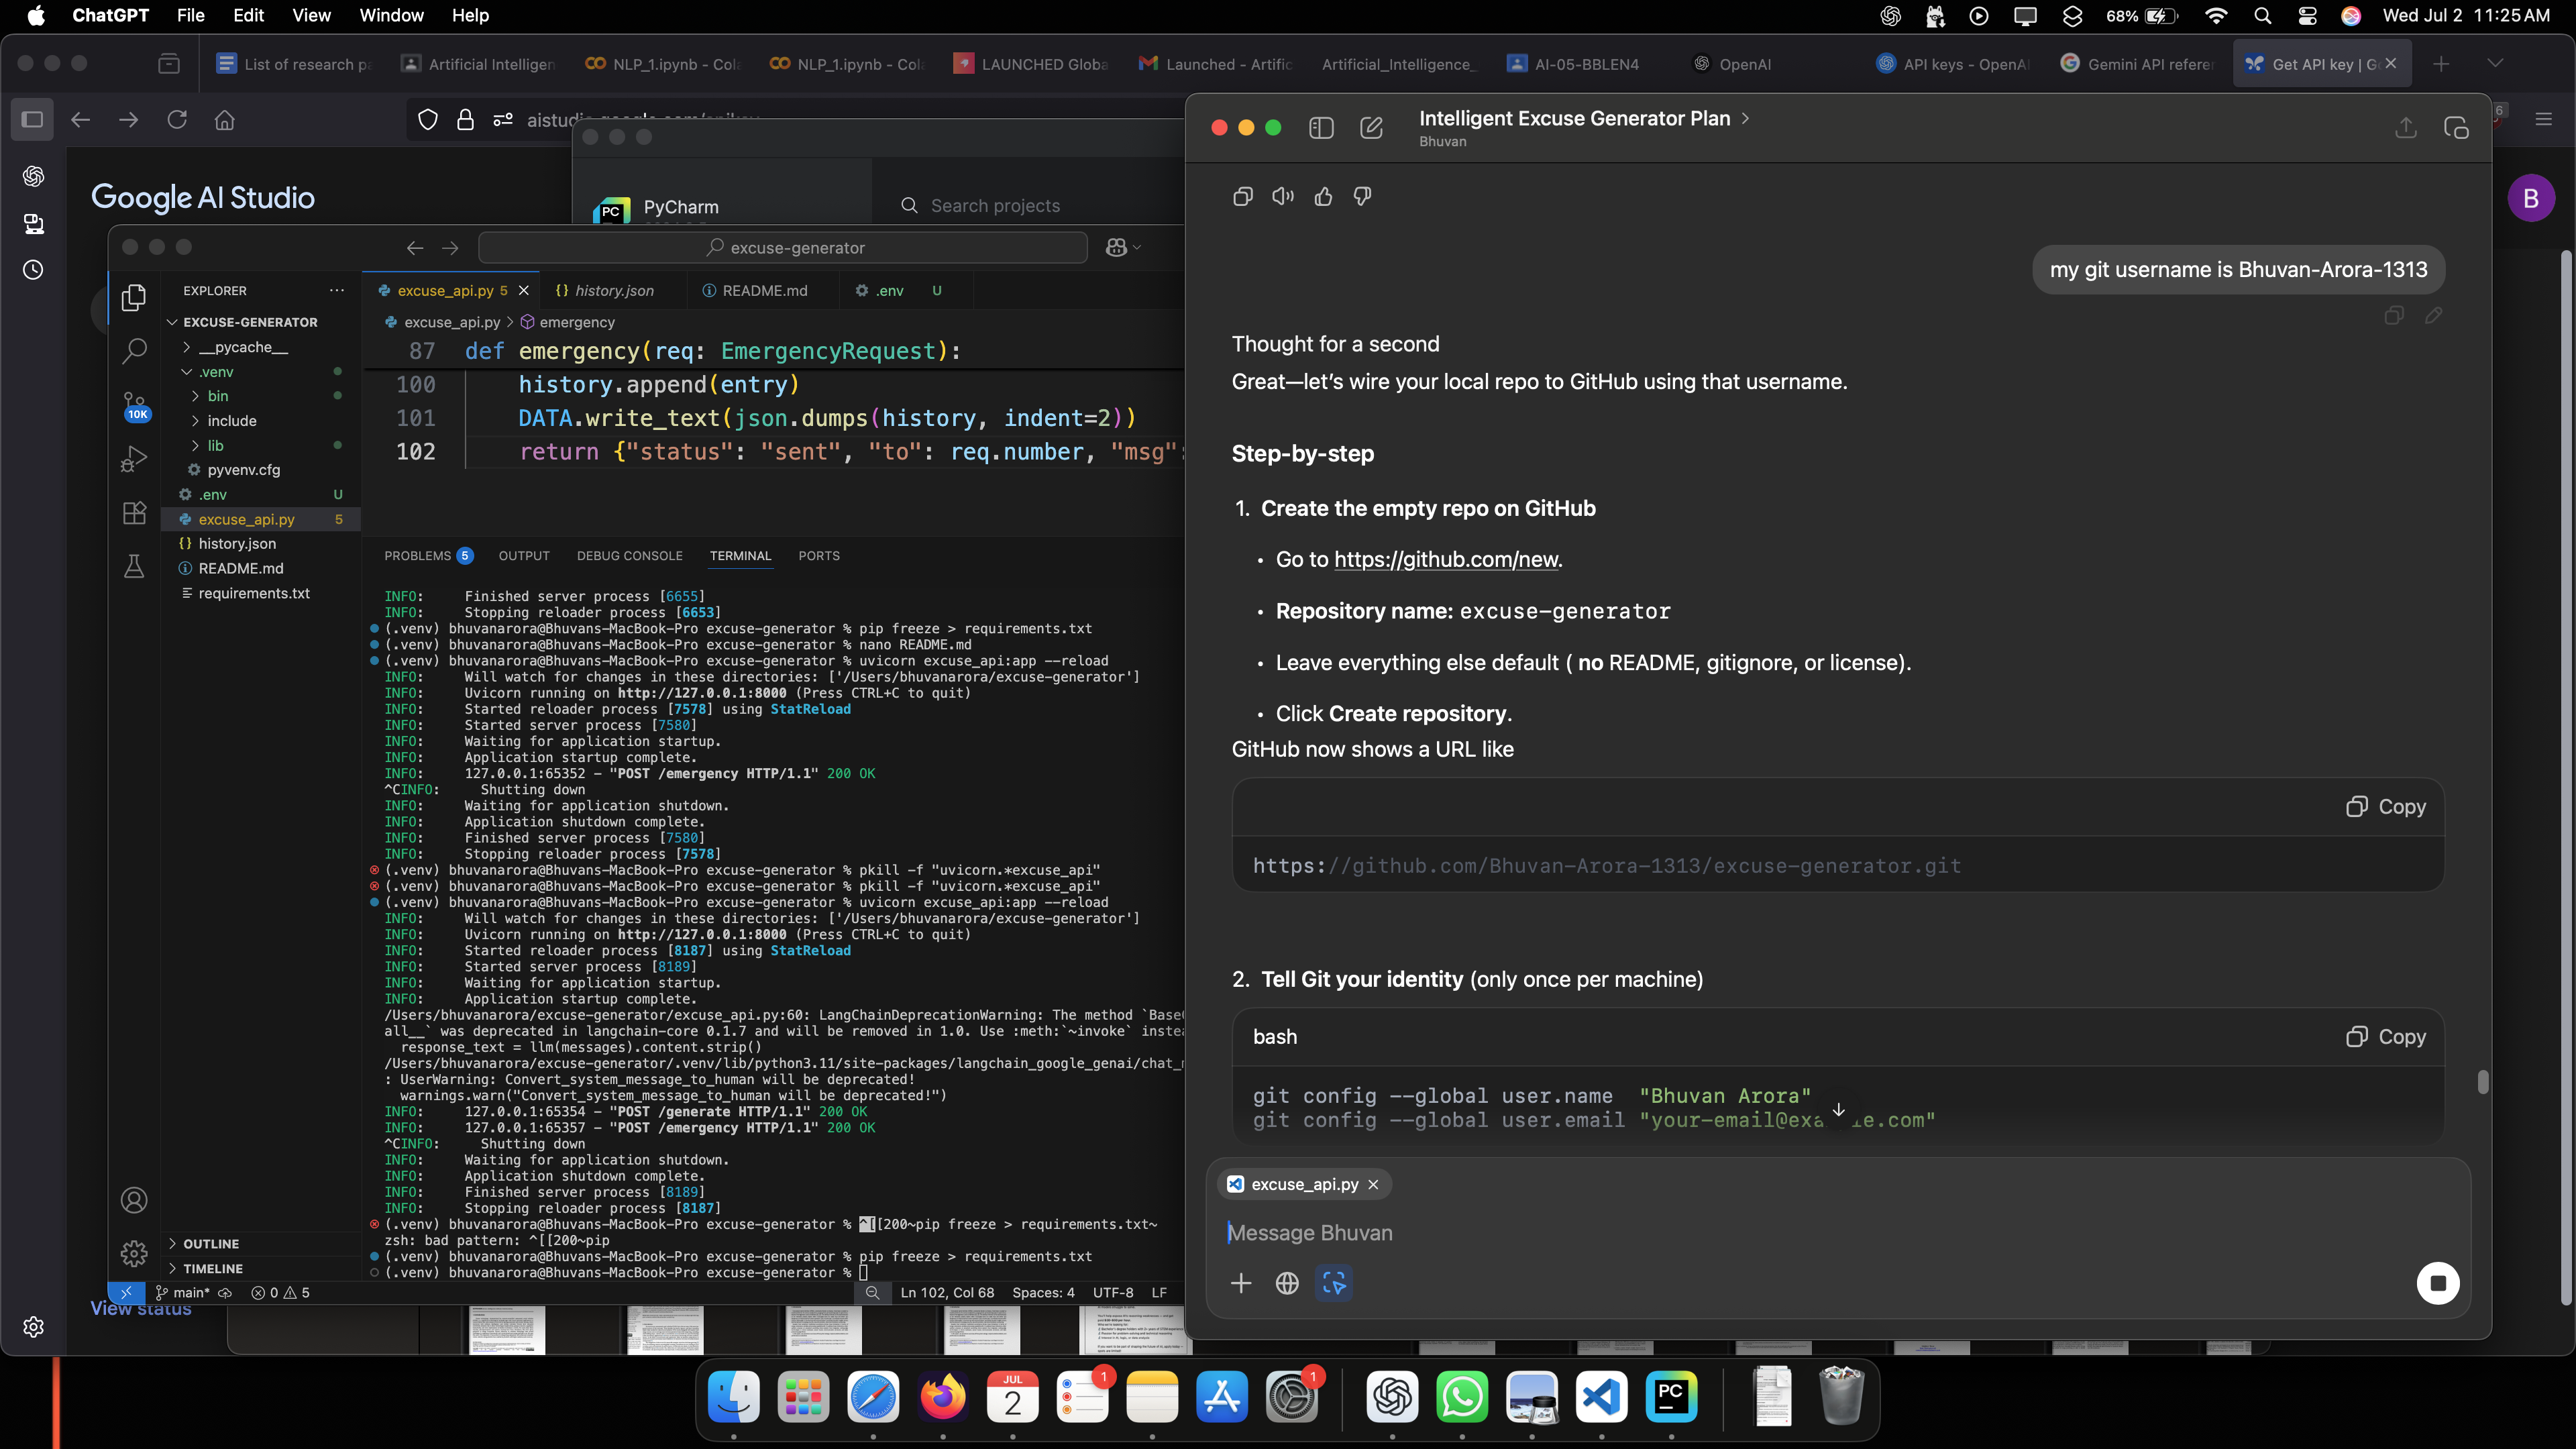 ChatGPT File Edit View Window Help
68% Wed Jul 2 11:25 AM
List of research pa
Artificial Intelligen
NLP_1.ipynb - Cola
NLP_1.ipynb - Col
LAUNCHED Globa
Launched - Artific
Artificial_Intelligence_
AI-05-BBLEN4
OpenAI
API keys - OpenAI
Gemini API referen
Get API key | G
6
Google AI Studio
B
PC PyCharm
Search projects
excuse-generator
EXPLORER
EXCUSE-GENERATOR
__pycache__
.venv
bin
10K
include
lib
pyvenv.cfg
.env U
excuse_api.py 5
history.json
README.md
requirements.txt
OUTLINE
TIMELINE
excuse_api.py 5
{} history.json
README.md
.env U
excuse_api.py > emergency
87 def emergency(req: EmergencyRequest):
100 history.append(entry)
101 DATA.write_text(json.dumps(history, indent=2))
102 return {"status": "sent", "to": req.number, "msg":
PROBLEMS 5 OUTPUT DEBUG CONSOLE TERMINAL PORTS
INFO: Finished server process [6655]
INFO: Stopping reloader process [6653]
(.venv) bhuvanarora@Bhuvans-MacBook-Pro excuse-generator % pip freeze > requirements.txt
(.venv) bhuvanarora@Bhuvans-MacBook-Pro excuse-generator % nano README.md
(.venv) bhuvanarora@Bhuvans-MacBook-Pro excuse-generator % uvicorn excuse_api:app --reload
INFO: Will watch for changes in these directories: ['/Users/bhuvanarora/excuse-generator']
INFO: Uvicorn running on http://127.0.0.1:8000 (Press CTRL+C to quit)
INFO: Started reloader process [7578] using StatReload
INFO: Started server process [7580]
INFO: Waiting for application startup.
INFO: Application startup complete.
INFO: 127.0.0.1:65352 - "POST /emergency HTTP/1.1" 200 OK
^CINFO: Shutting down
INFO: Waiting for application shutdown.
INFO: Application shutdown complete.
INFO: Finished server process [7580]
INFO: Stopping reloader process [7578]
(.venv) bhuvanarora@Bhuvans-MacBook-Pro excuse-generator % pkill -f "uvicorn.*excuse_api"
(.venv) bhuvanarora@Bhuvans-MacBook-Pro excuse-generator % pkill -f "uvicorn.*excuse_api"
(.venv) bhuvanarora@Bhuvans-MacBook-Pro excuse-generator % uvicorn excuse_api:app --reload
INFO: Will watch for changes in these directories: ['/Users/bhuvanarora/excuse-generator']
INFO: Uvicorn running on http://127.0.0.1:8000 (Press CTRL+C to quit)
INFO: Started reloader process [8187] using StatReload
INFO: Started server process [8189]
INFO: Waiting for application startup.
INFO: Application startup complete.
/Users/bhuvanarora/excuse-generator/excuse_api.py:60: LangChainDeprecationWarning: The method `BaseC
all__` was deprecated in langchain-core 0.1.7 and will be removed in 1.0. Use :meth:`~invoke` instea
response_text = llm(messages).content.strip()
/Users/bhuvanarora/excuse-generator/.venv/lib/python3.11/site-packages/langchain_google_genai/chat_m
: UserWarning: Convert_system_message_to_human will be deprecated!
warnings.warn("Convert_system_message_to_human will be deprecated!")
INFO: 127.0.0.1:65354 - "POST /generate HTTP/1.1" 200 OK
INFO: 127.0.0.1:65357 - "POST /emergency HTTP/1.1" 200 OK
^CINFO: Shutting down
INFO: Waiting for application shutdown.
INFO: Application shutdown complete.
INFO: Finished server process [8189]
INFO: Stopping reloader process [8187]
(.venv) bhuvanarora@Bhuvans-MacBook-Pro excuse-generator % ^[[200~pip freeze > requirements.txt~
zsh: bad pattern: ^[[200~pip
(.venv) bhuvanarora@Bhuvans-MacBook-Pro excuse-generator % pip freeze > requirements.txt
(.venv) bhuvanarora@Bhuvans-MacBook-Pro excuse-generator %
main* 0 5 Ln 102, Col 68 Spaces: 4 UTF-8 LF
View status
Intelligent Excuse Generator Plan >
Bhuvan
my git username is Bhuvan-Arora-1313
Thought for a second
Great—let’s wire your local repo to GitHub using that username.
Step-by-step
1. Create the empty repo on GitHub
• Go to https://github.com/new.
• Repository name: excuse-generator
• Leave everything else default ( no README, gitignore, or license).
• Click Create repository.
GitHub now shows a URL like
Copy
https://github.com/Bhuvan-Arora-1313/excuse-generator.git
2. Tell Git your identity (only once per machine)
bash Copy
git config --global user.name "Bhuvan Arora"
git config --global user.email "your-email@exa le.com"
excuse_api.py
Message Bhuvan
JUL
2
1
1
PC